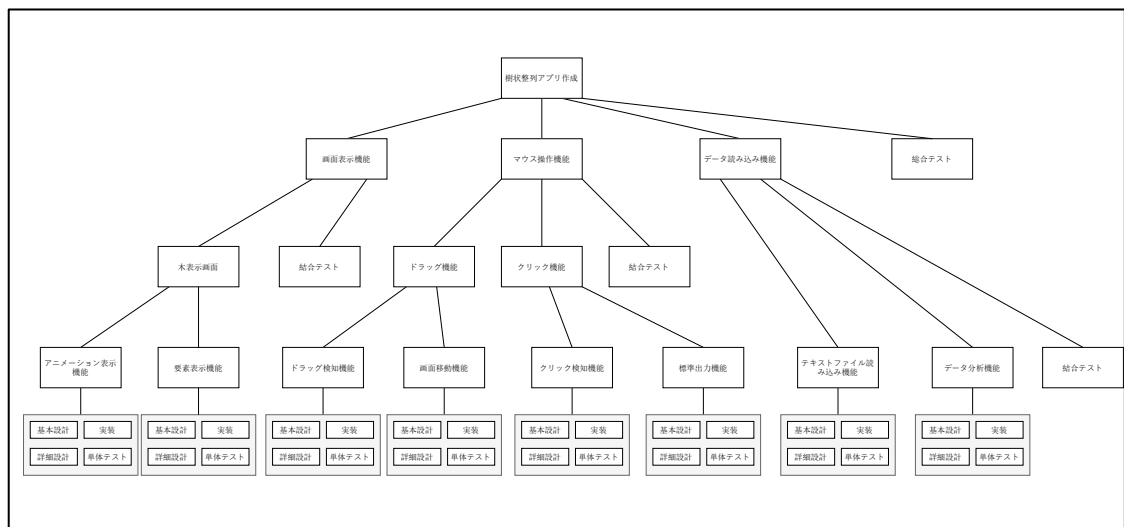 樹状整列アプリ作成
画面表示機能
マウス操作機能
データ読み込み機能
総合テスト
木表示画面
結合テスト
ドラッグ機能
クリック機能
結合テスト
アニメーション表示
機能
要素表示機能
ドラッグ検知機能
画面移動機能
クリック検知機能
標準出力機能
テキストファイル読
み込み機能
データ分析機能
結合テスト
基本設計 実装
詳細設計 単体テスト
基本設計 実装
詳細設計 単体テスト
基本設計 実装
詳細設計 単体テスト
基本設計 実装
詳細設計 単体テスト
基本設計 実装
詳細設計 単体テスト
基本設計 実装
詳細設計 単体テスト
基本設計 実装
詳細設計 単体テスト
基本設計 実装
詳細設計 単体テスト